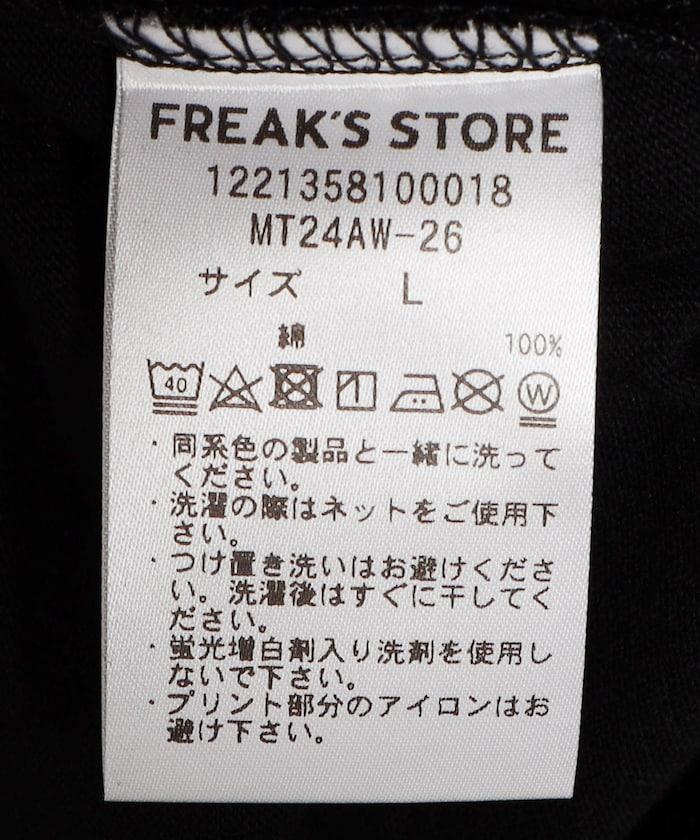 FREAK'S STORE
1221358100018
MT24AW-26
サイズ L
綿 100%
40 W
・同系色の製品と一緒に洗って
ください。
・洗濯の際はネットをご使用下
さい。
・つけ置き洗いはお避けくださ
い。洗濯後はすぐに干してく
ださい。
・蛍光増白剤入り洗剤を使用し
ないで下さい。
・プリント部分のアイロンはお
避け下さい。